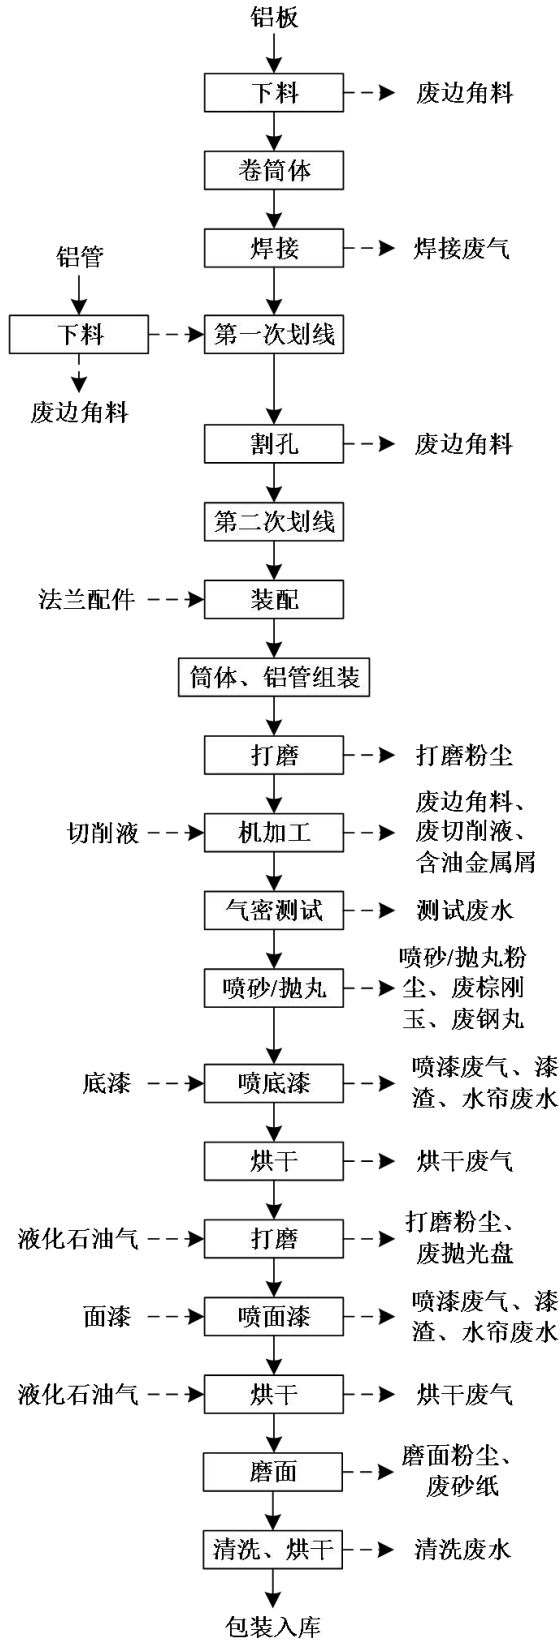 铝板
下料
废边角料
卷筒体
焊接
焊接废气
铝管
下料
第一次划线
废边角料
割孔
废边角料
第二次划线
法兰配件
装配
筒体、铝管组装
打磨
打磨粉尘
切削液
机加工
废边角料、
废切削液、
含油金属屑
气密测试
测试废水
喷砂/抛丸
喷砂/抛丸粉
尘、废棕刚
玉、废钢丸
底漆
喷底漆
喷漆废气、漆
渣、水帘废水
烘干
烘干废气
液化石油气
打磨
打磨粉尘、
废抛光盘
面漆
喷面漆
喷漆废气、漆
渣、水帘废水
液化石油气
烘干
烘干废气
磨面
磨面粉尘、
废砂纸
清洗、烘干
清洗废水
包装入库